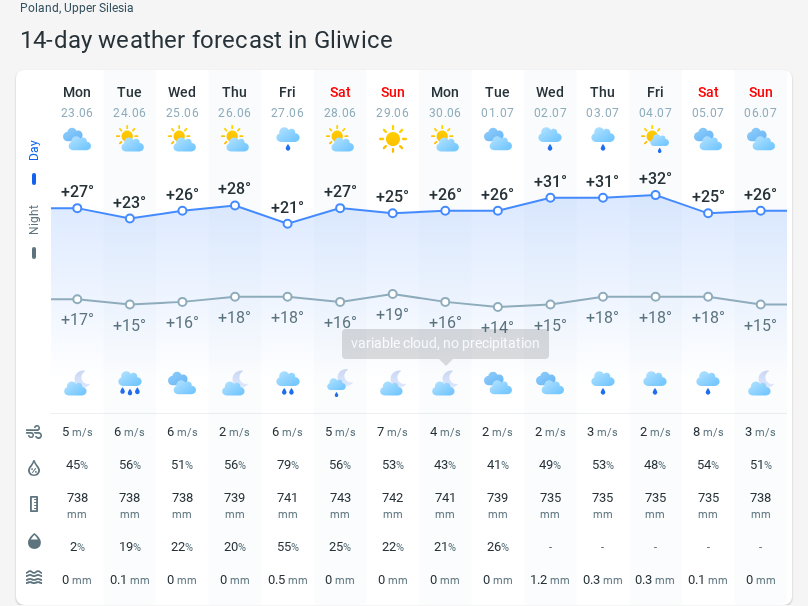 Poland, Upper Silesia
14-day weather forecast in Gliwice
Mon Tue Wed Thu Fri Sat Sun Mon Tue Wed Thu Fri Sat Sun
23.06 24.06 25.06 26.06 27.06 28.06 29.06 30.06 01.07 02.07 03.07 04.07 05.07 06.07
Day
+27° +23° +26° +28° +21° +27° +25° +26° +26° +31° +31° +32° +25° +26°
Night
+17° +15° +16° +18° +18° +16° +19° +16° +14° +15° +18° +18° +18° +15°
variable cloud, no precipitation
5 m/s 6 m/s 6 m/s 2 m/s 6 m/s 5 m/s 7 m/s 4 m/s 2 m/s 2 m/s 3 m/s 2 m/s 8 m/s 3 m/s
45% 56% 51% 56% 79% 56% 53% 43% 41% 49% 53% 48% 54% 51%
738 738 738 739 741 743 742 741 739 735 735 735 735 738
mm mm mm mm mm mm mm mm mm mm mm mm mm mm
2% 19% 22% 20% 55% 25% 22% 21% 26% - - - - -
0 mm 0.1 mm 0 mm 0 mm 0.5 mm 0 mm 0 mm 0 mm 0 mm 1.2 mm 0.3 mm 0.3 mm 0.1 mm 0 mm